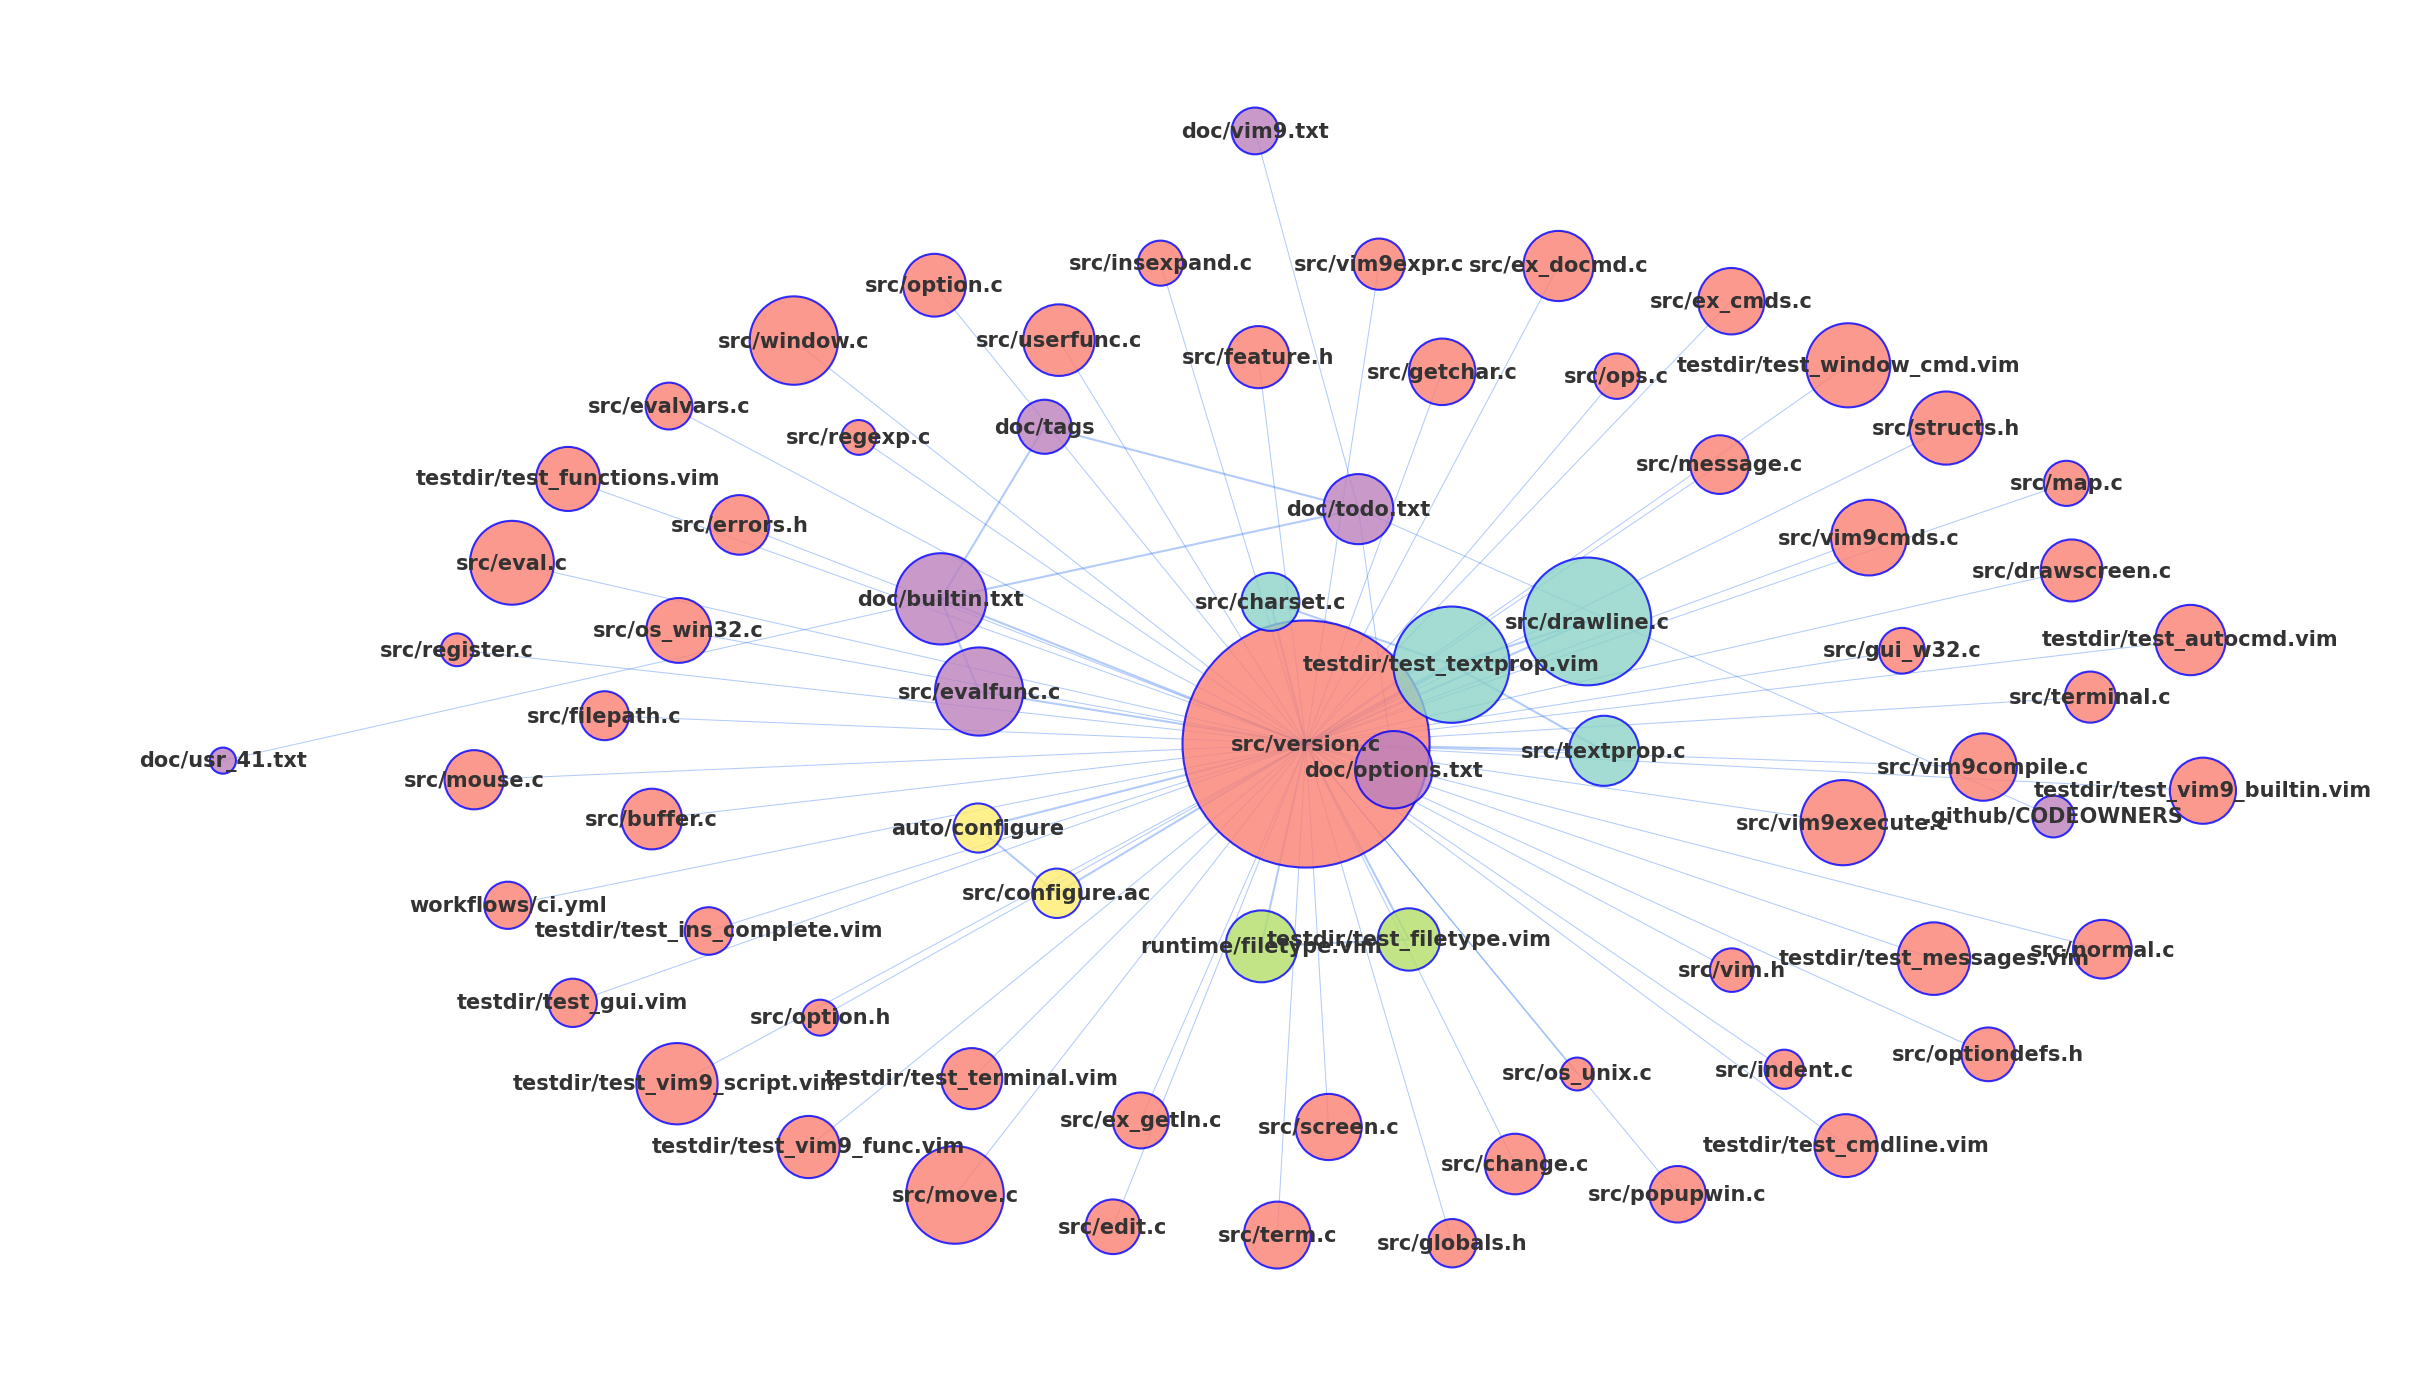 doc/vim9.txt
src/insexpand.c
src/vim9expr.c
src/ex_docmd.c
src/option.c
src/ex_cmds.c
src/window.c
src/userfunc.c
src/feature.h
src/getchar.c
src/ops.c
testdir/test_window_cmd.vim
src/evalvars.c
src/regexp.c
doc/tags
src/structs.h
testdir/test_functions.vim
src/message.c
src/map.c
src/errors.h
doc/todo.txt
src/vim9cmds.c
src/eval.c
src/drawscreen.c
doc/builtin.txt
src/charset.c
src/os_win32.c
src/drawline.c
testdir/test_autocmd.vim
src/register.c
testdir/test_textprop.vim
src/gui_w32.c
src/evalfunc.c
src/terminal.c
src/filepath.c
src/version.c
src/textprop.c
doc/usr_41.txt
src/mouse.c
doc/options.txt
src/vim9compile.c
testdir/test_vim9_builtin.vim
src/buffer.c
auto/configure
src/vim9execute.c
.github/CODEOWNERS
src/configure.ac
workflows/ci.yml
testdir/test_ins_complete.vim
runtime/filetype.vim
testdir/test_filetype.vim
src/vim.h
testdir/test_messages.vim
src/normal.c
testdir/test_gui.vim
src/option.h
src/optiondefs.h
testdir/test_vim9_script.vim
testdir/test_terminal.vim
src/os_unix.c
src/indent.c
testdir/test_vim9_func.vim
src/ex_getln.c
src/screen.c
testdir/test_cmdline.vim
src/move.c
src/change.c
src/popupwin.c
src/edit.c
src/term.c
src/globals.h